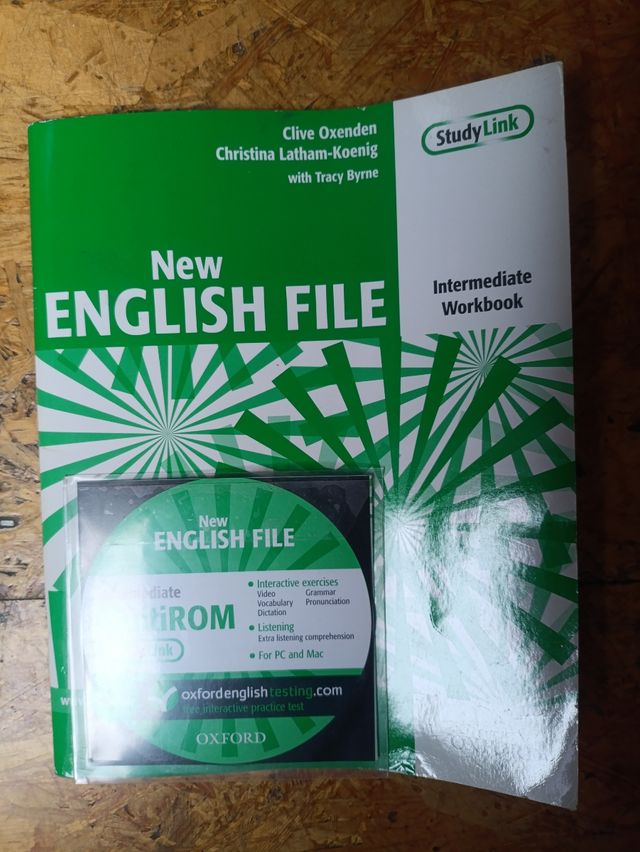 Clive Oxenden
Christina Latham-Koenig
with Tracy Byrne
StudyLink
New
ENGLISH FILE
Intermediate
Workbook
New
ENGLISH FILE
• Interactive exercises
Video Grammar
Vocabulary Pronunciation
Dictation
• Listening
Extra listening comprehension
• For PC and Mac
oxfordenglishtesting.com
free interactive practice test
OXFORD